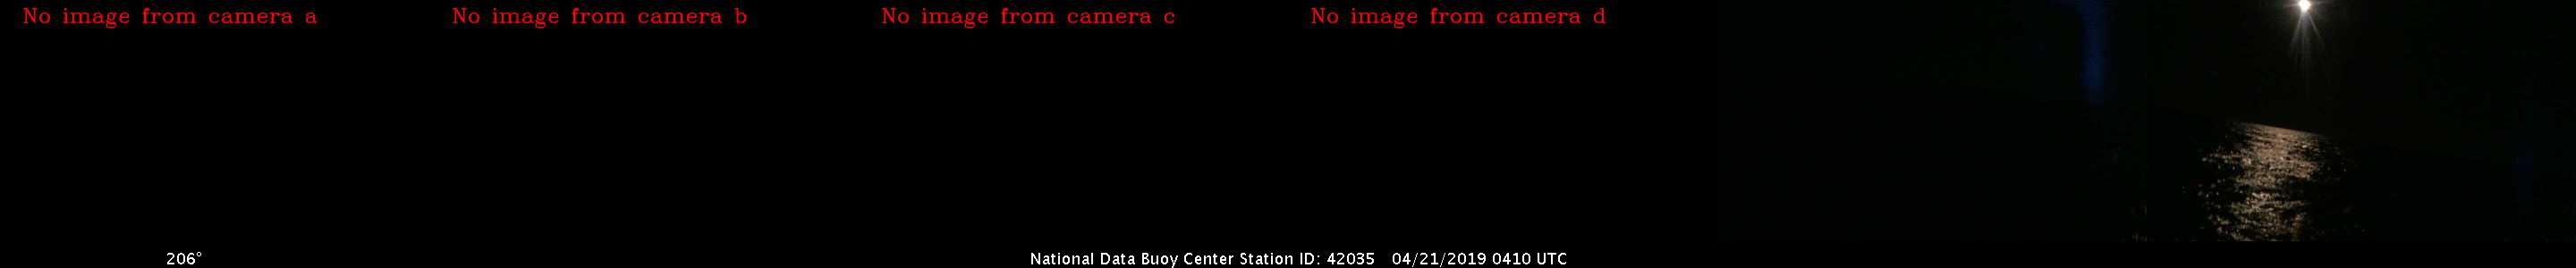 No image from camera a
No image from camera b
No image from camera c
No image from camera d
206°
National Data Buoy Center Station ID: 42035 04/21/2019 0410 UTC